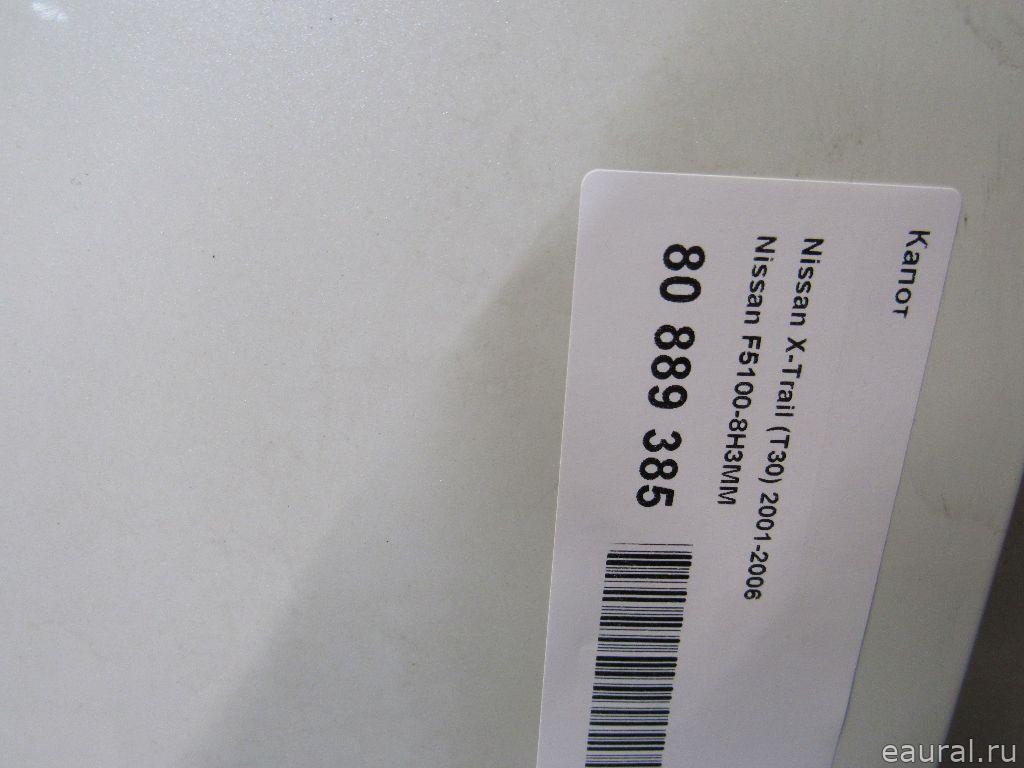 Капот
Nissan X-Trail (T30) 2001-2006
Nissan F5100-8H3MM
80 889 385
eaural.ru